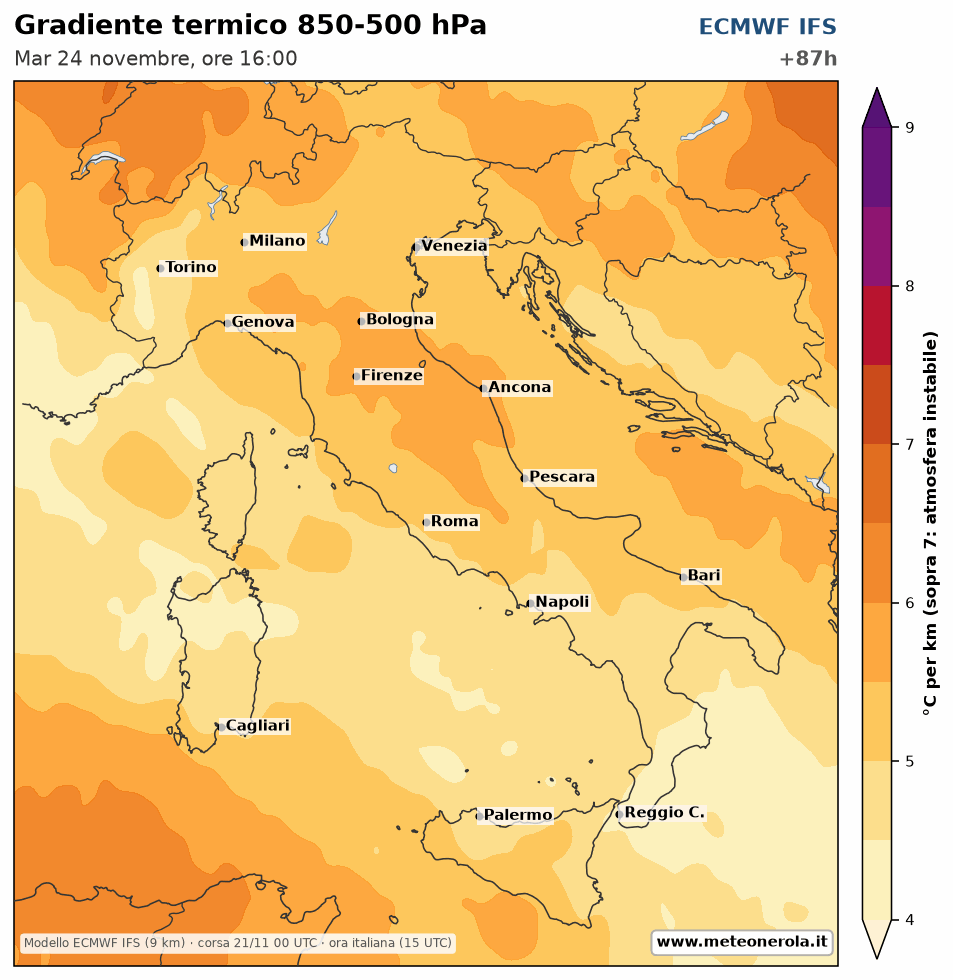 Gradiente termico 850-500 hPa
ECMWF IFS
Mar 24 novembre, ore 16:00
+87h
Milano
Venezia
Torino
Genova
Bologna
Firenze
Ancona
Pescara
Roma
Bari
Napoli
Cagliari
Palermo
Reggio C.
9
8
7
6
5
4
°C per km (sopra 7: atmosfera instabile)
Modello ECMWF IFS (9 km) · corsa 21/11 00 UTC · ora italiana (15 UTC)
www.meteonerola.it